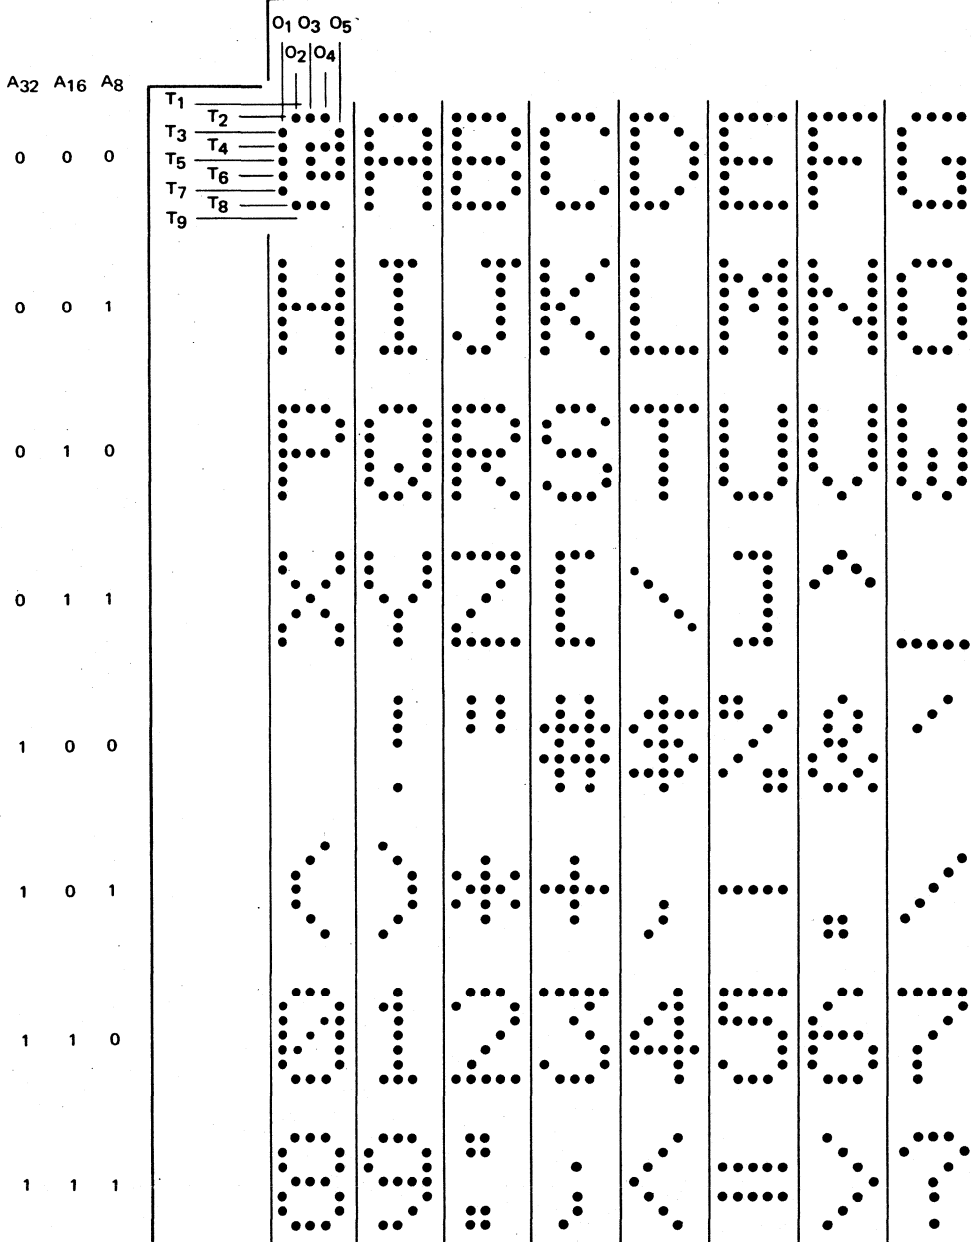 O1 O3 O5
O2 O4
A32 A16 A8
T1
T2
T3
T4
0 0 0 @ A B C D E F G
T5
T6
T7
T8
T9
0 0 1 H I J K L M N O
0 1 0 P Q R S T U V W
0 1 1 X Y Z [ \ ] ^ _
1 0 0 ! " # $ % & '
1 0 1 ( ) * + , - . /
1 1 0 0 1 2 3 4 5 6 7
1 1 1 8 9 : ; < = > ?